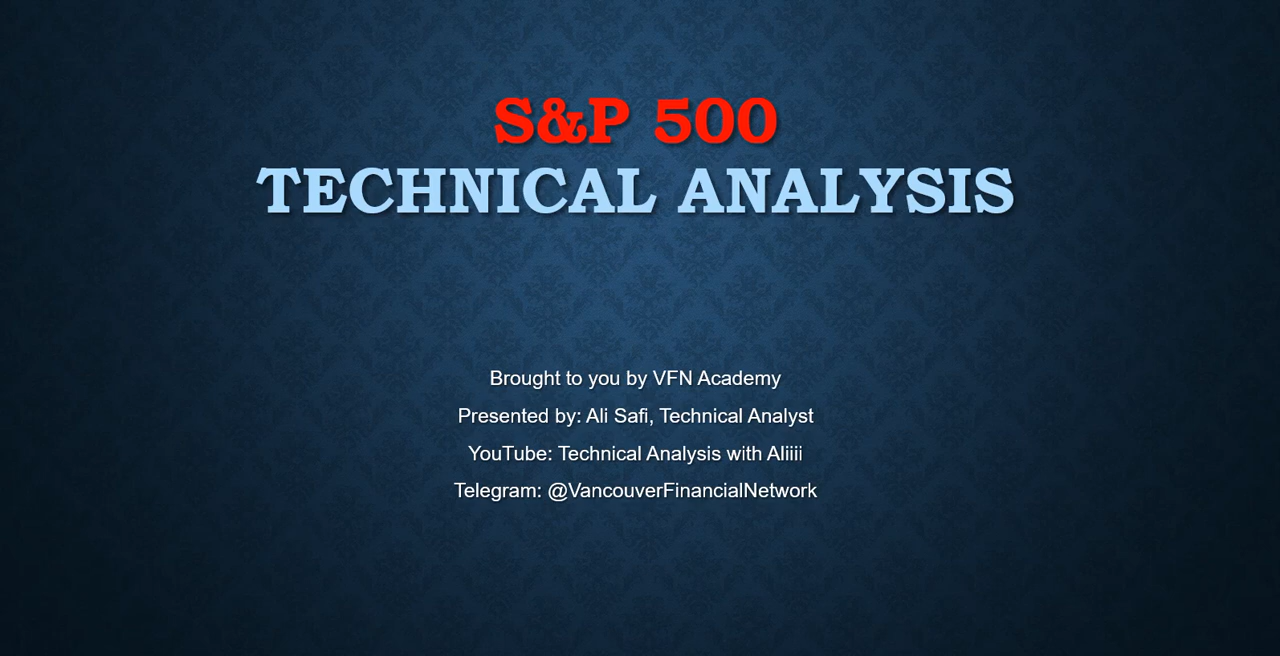 S&P 500
TECHNICAL ANALYSIS
Brought to you by VFN Academy
Presented by: Ali Safi, Technical Analyst
YouTube: Technical Analysis with Aliiii
Telegram: @VancouverFinancialNetwork